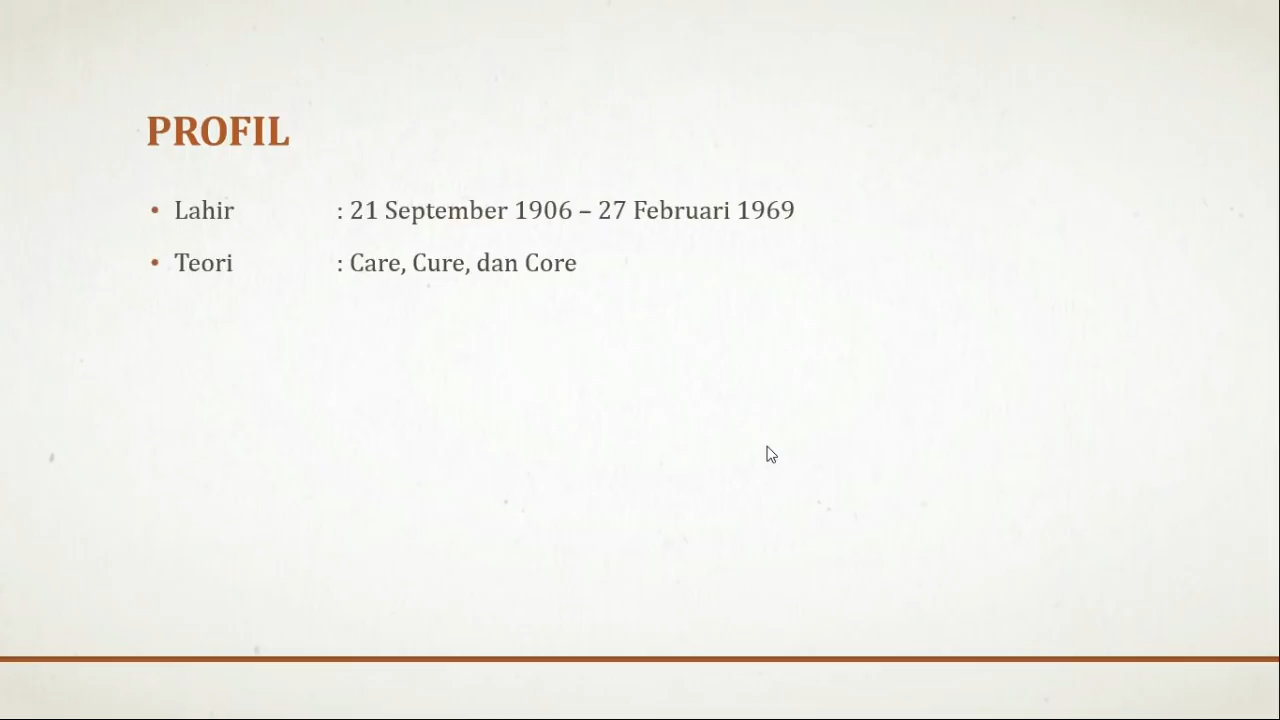 PROFIL
• Lahir : 21 September 1906 – 27 Februari 1969
• Teori : Care, Cure, dan Core